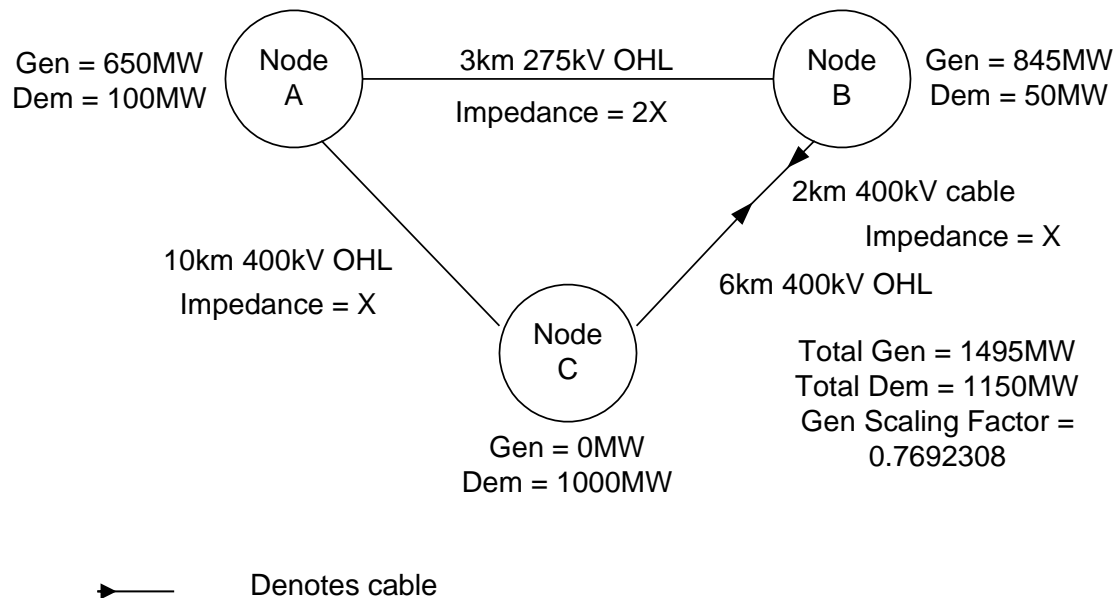 Gen = 650MW
Dem = 100MW
Node
A
3km 275kV OHL
Impedance = 2X
Node
B
Gen = 845MW
Dem = 50MW
2km 400kV cable
Impedance = X
10km 400kV OHL
Impedance = X
6km 400kV OHL
Node
C
Gen = 0MW
Dem = 1000MW
Total Gen = 1495MW
Total Dem = 1150MW
Gen Scaling Factor =
0.7692308
Denotes cable